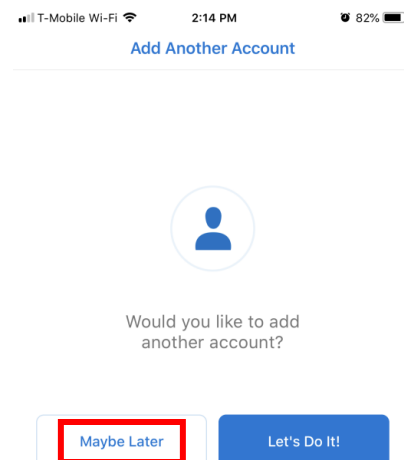 T-Mobile Wi-Fi 2:14 PM 82%
Add Another Account
Would you like to add
another account?
Maybe Later Let's Do It!